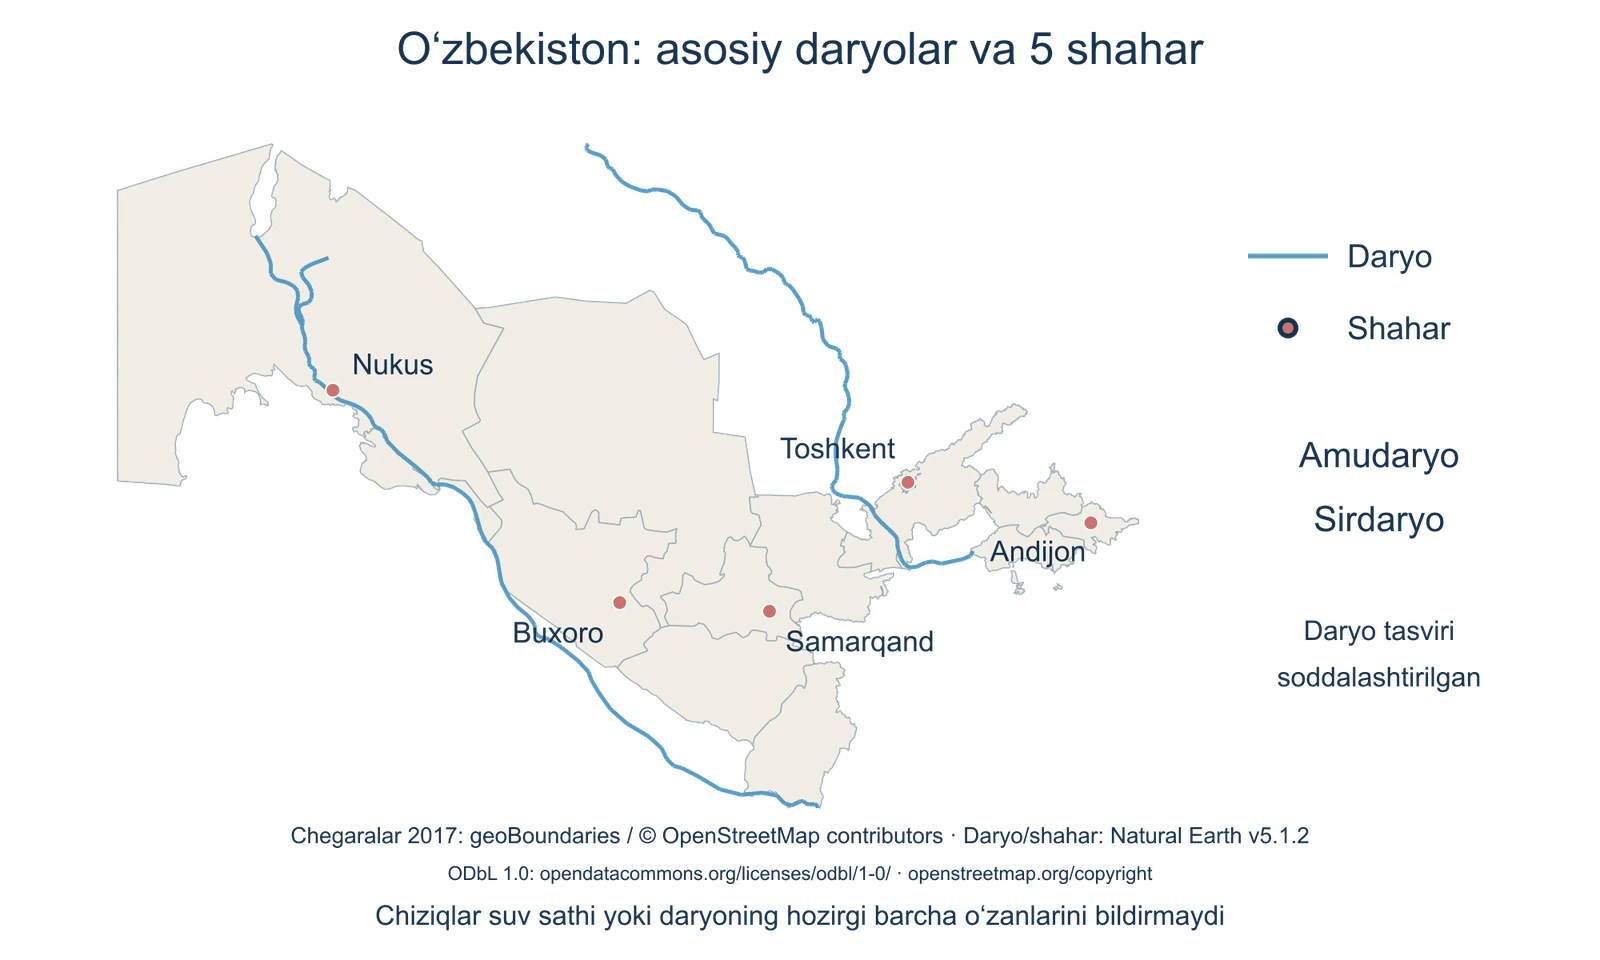 O‘zbekiston: asosiy daryolar va 5 shahar
Daryo
Shahar
Nukus
Toshkent
Amudaryo
Sirdaryo
Andijon
Buxoro
Samarqand
Daryo tasviri
soddalashtirilgan
Chegaralar 2017: geoBoundaries / © OpenStreetMap contributors · Daryo/shahar: Natural Earth v5.1.2
ODbL 1.0: opendatacommons.org/licenses/odbl/1-0/ · openstreetmap.org/copyright
Chiziqlar suv sathi yoki daryoning hozirgi barcha o‘zanlarini bildirmaydi